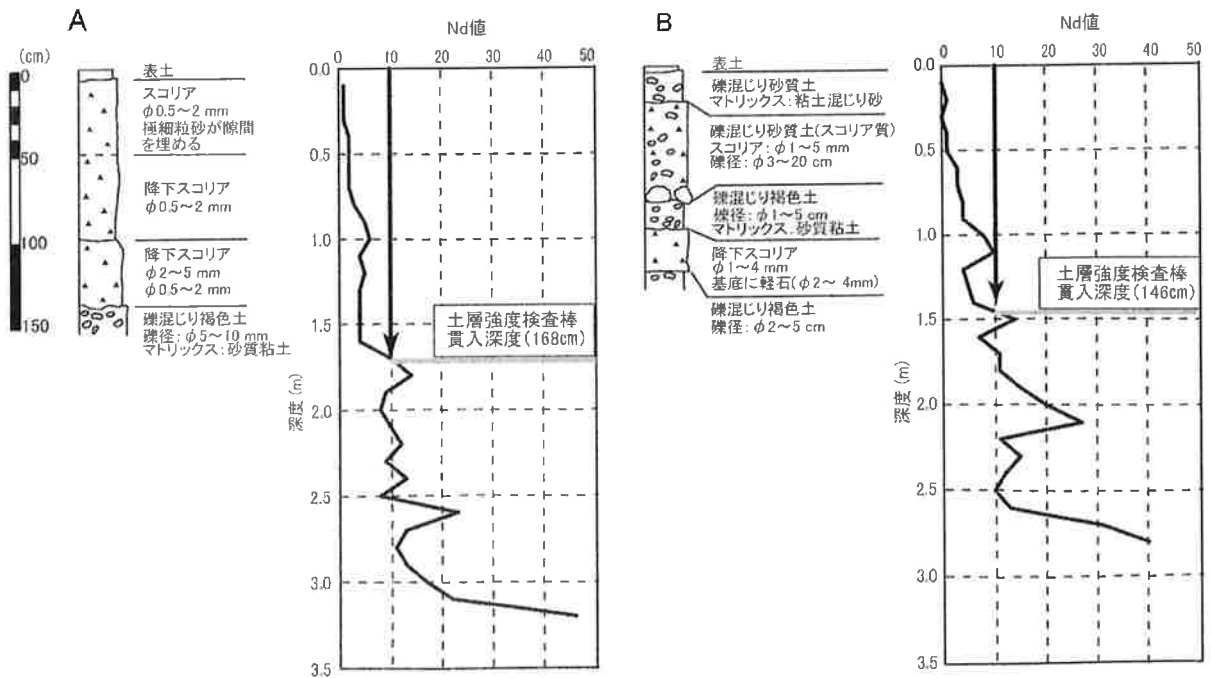 A
(cm)
0
50
100
150
表土
スコリア
φ0.5～2 mm
極細粒砂が隙間
を埋める
降下スコリア
φ0.5～2 mm
降下スコリア
φ2～5 mm
φ0.5～2 mm
礫混じり褐色土
礫径：φ5～10 mm
マトリックス：砂質粘土
Nd値
0 10 20 30 40 50
0.0
0.5
1.0
1.5
2.0
2.5
3.0
3.5
深度 (m)
土層強度検査棒
貫入深度(168cm)
B
表土
礫混じり砂質土
マトリックス：粘土混じり砂
礫混じり砂質土(スコリア質)
スコリア：φ1～5 mm
礫径：φ3～20 cm
礫混じり褐色土
礫径：φ1～5 cm
マトリックス：砂質粘土
降下スコリア
φ1～4 mm
基底に軽石(φ2～ 4mm)
礫混じり褐色土
礫径：φ2～5 cm
Nd値
0 10 20 30 40 50
0.0
0.5
1.0
1.5
2.0
2.5
3.0
3.5
深度 (m)
土層強度検査棒
貫入深度(146cm)